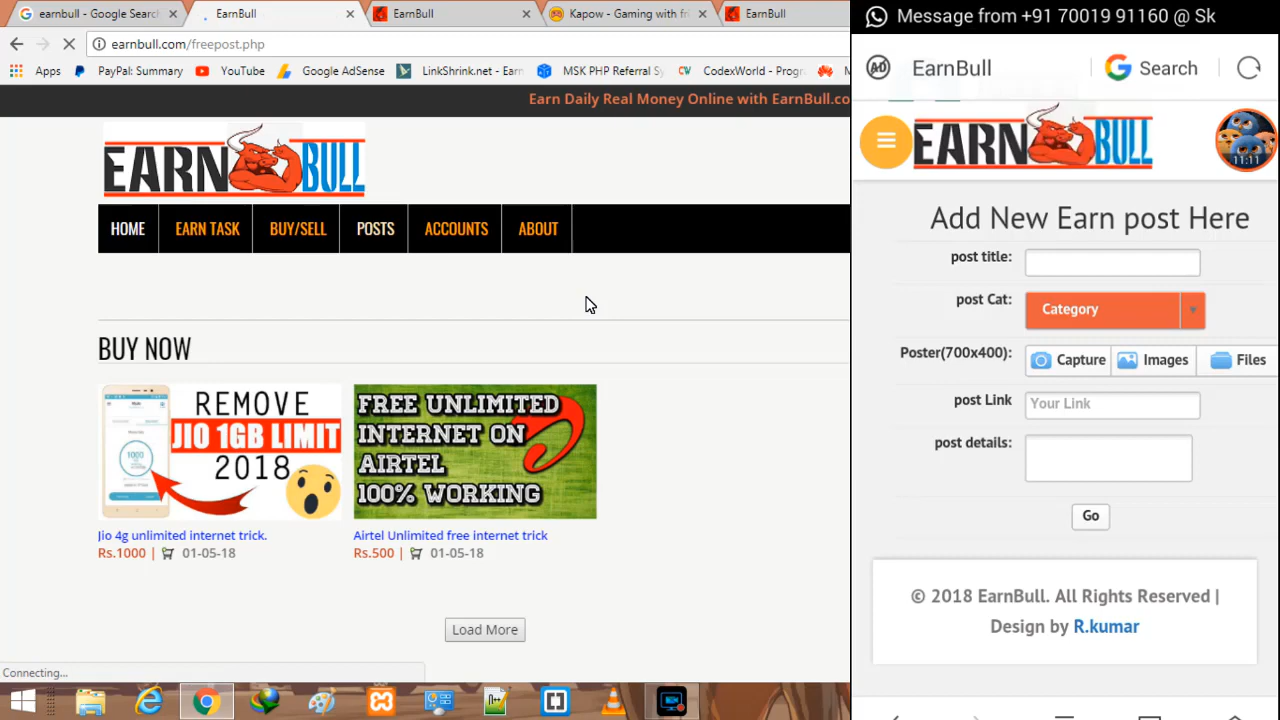 earnbull - Google Search
EarnBull
EarnBull
Kapow - Gaming with fr
EarnBull
earnbull.com/freepost.php
Apps
PayPal: Summary
YouTube
Google AdSense
LinkShrink.net - Earn
MSK PHP Referral Sy
CW
CodexWorld - Progr
Earn Daily Real Money Online with EarnBull.co
EARN BULL
HOME
EARN TASK
BUY/SELL
POSTS
ACCOUNTS
ABOUT
BUY NOW
REMOVE
JIO 1GB LIMIT
2018
1000
FREE UNLIMITED
INTERNET ON
AIRTEL
100% WORKING
Jio 4g unlimited internet trick.
Rs.1000 | 01-05-18
Airtel Unlimited free internet trick
Rs.500 | 01-05-18
Load More
Connecting...
Message from +91 70019 91160 @ Sk
AD
EarnBull
Search
EARN BULL
11:11
Add New Earn post Here
post title:
post Cat:
Category
Poster(700x400):
Capture
Images
Files
post Link
Your Link
post details:
Go
© 2018 EarnBull. All Rights Reserved |
Design by R.kumar